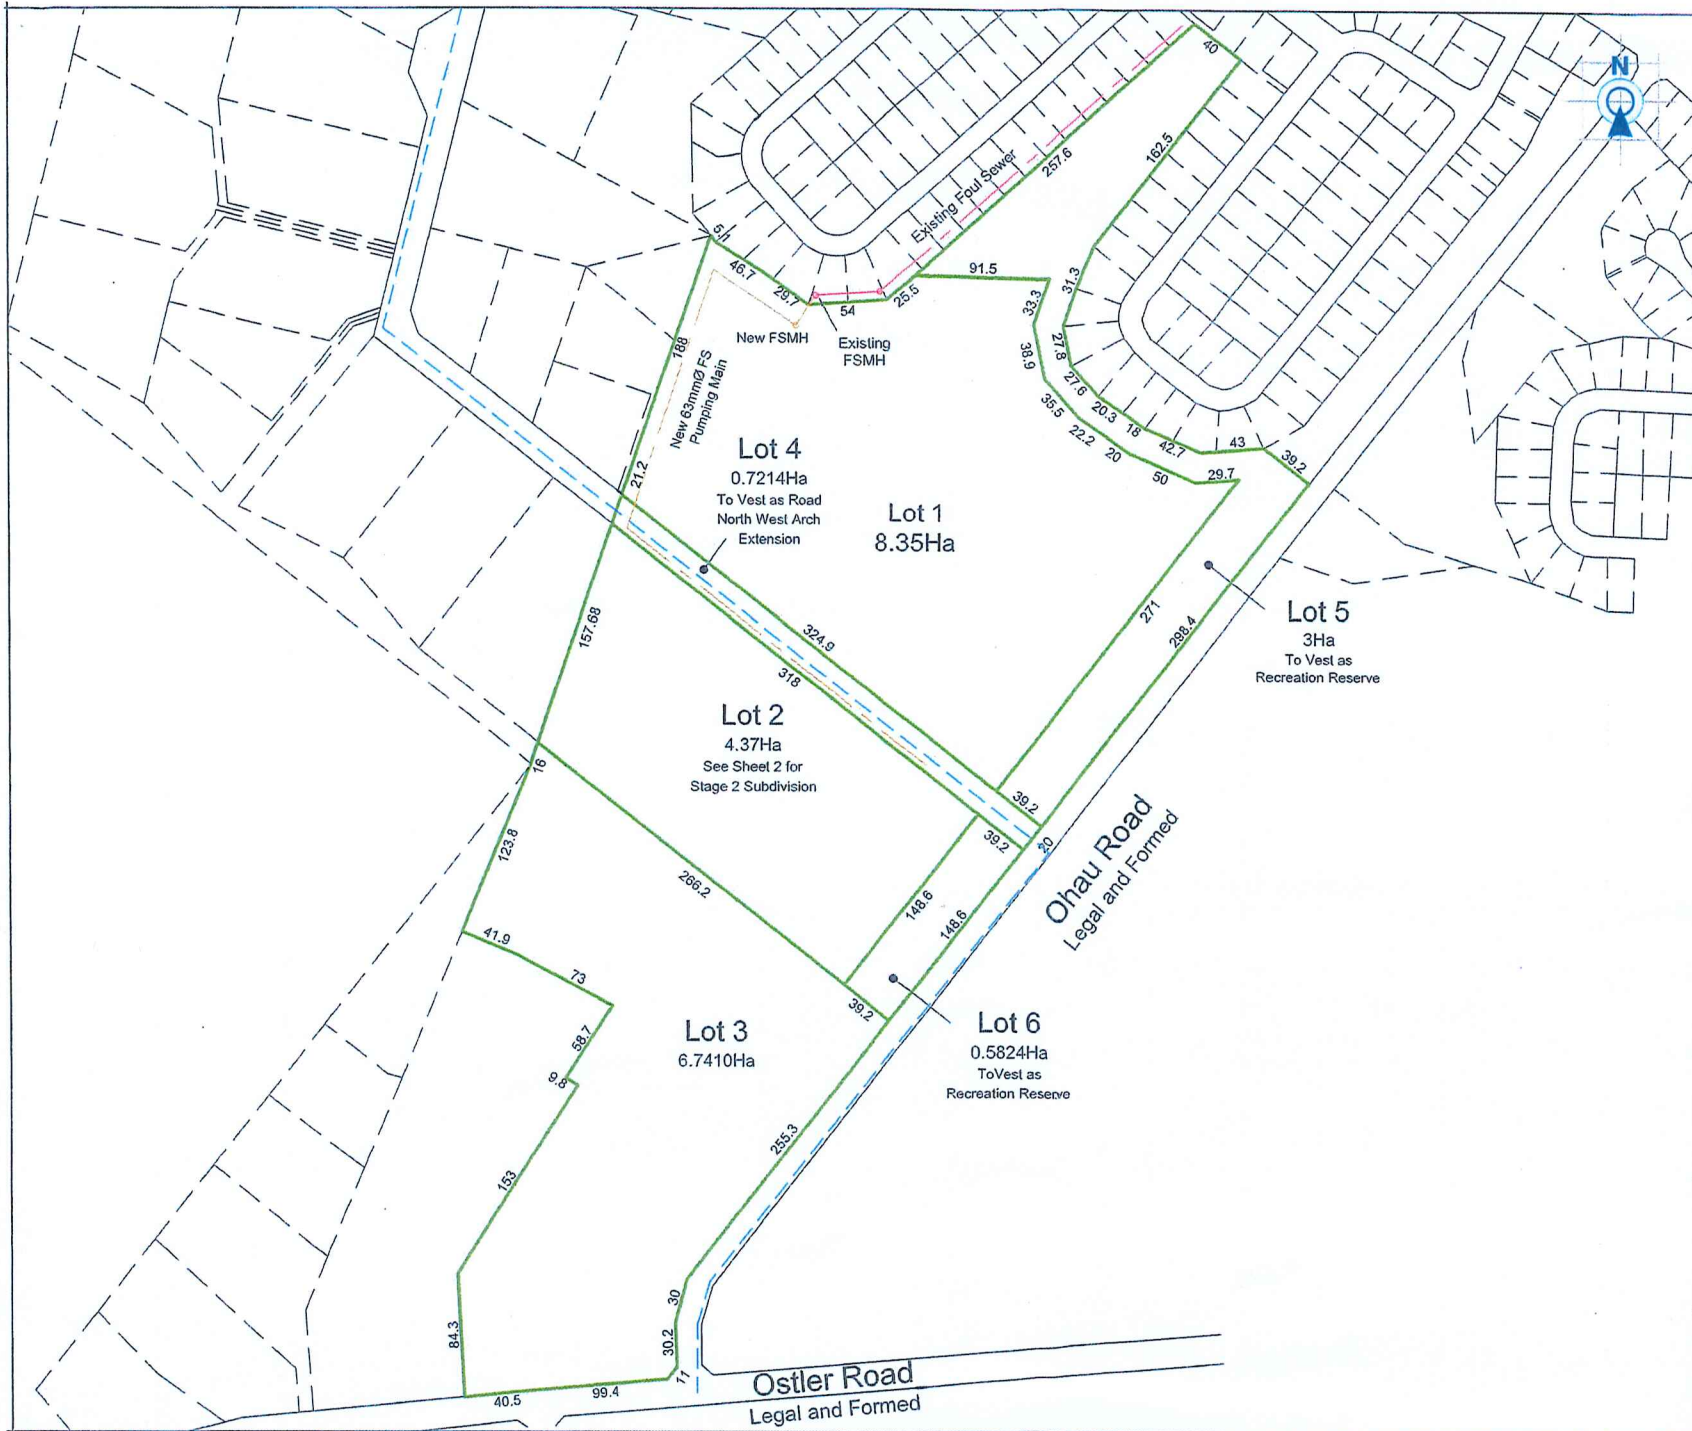 N
40
162.5
257.6
Existing Foul Sewer
5.1
46.7
29.7
54
25.5
91.5
33.3
31.3
38.9
27.8
27.6
35.5
20.3
18
22.2
20
42.7
43
50
29.7
39.2
New FSMH
Existing
FSMH
188
New 63mmØ FS
Pumping Main
21.2
Lot 4
0.7214Ha
To Vest as Road
North West Arch
Extension
Lot 1
8.35Ha
271
298.4
Lot 5
3Ha
To Vest as
Recreation Reserve
157.68
324.9
318
Lot 2
4.37Ha
See Sheet 2 for
Stage 2 Subdivision
16
39.2
39.2
20
Ohau Road
Legal and Formed
123.8
266.2
148.6
148.6
41.9
73
39.2
Lot 3
6.7410Ha
Lot 6
0.5824Ha
ToVest as
Recreation Reserve
58.7
9.8
255.3
153
30
84.3
30.2
11
40.5
99.4
Ostler Road
Legal and Formed